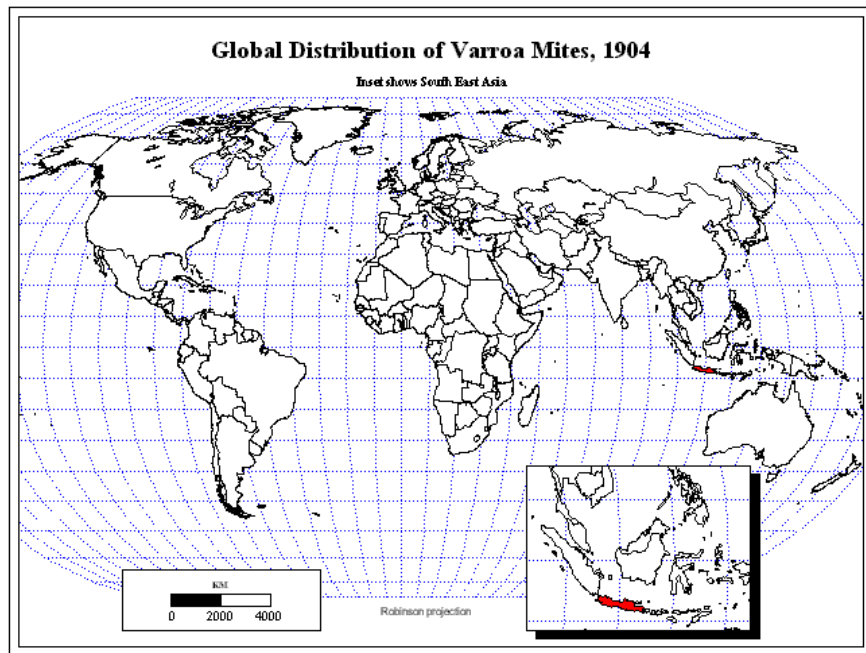 Global Distribution of Varroa Mites, 1904
Inset shows South East Asia
KM
0 2000 4000
Robinson projection